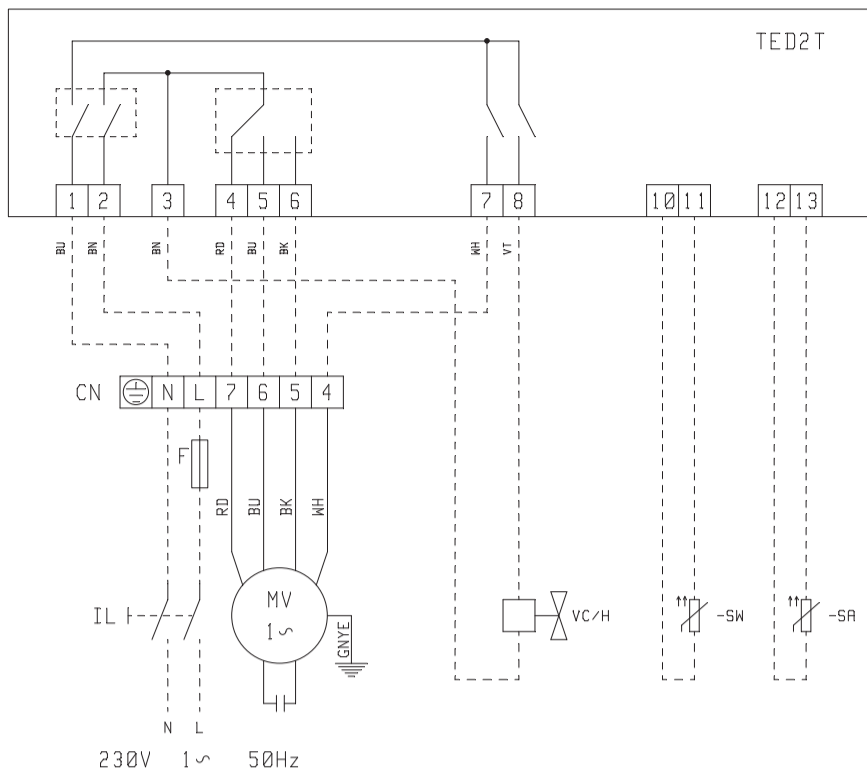 TED2T
1 2 3 4 5 6 7 8 10 11 12 13
BU BN BN RD BU BK WH VT
CN N L 7 6 5 4
F
RD BU BK WH
IL
MV
1~
GNYE
VC/H
-SW
-SA
N L
230V 1~ 50Hz